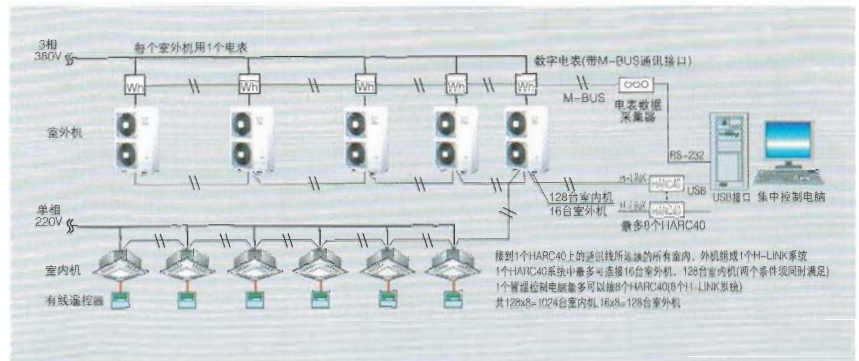 3相
380V
每个室外机用1个电表
数字电表(带M-BUS通讯接口)
Wh
Wh
Wh
Wh
Wh
M-BUS
电表数据
采集器
室外机
RS-232
H-LINK
HARC40
USB
USB接口
集中控制电脑
128台室内机
16台室外机
H-LINK
HARC40
最多8个HARC40
单相
220V
室内机
有线遥控器
接到1个HARC40上的通讯线所连接的所有室内、外机组成1个H-LINK系统
1个HARC40系统中最多可连接16台室外机、128台室内机(两个条件须同时满足)
1个管理控制电脑最多可以接8个HARC40(8个H-LINK系统)
共128x8=1024台室内机,16x8=128台室外机